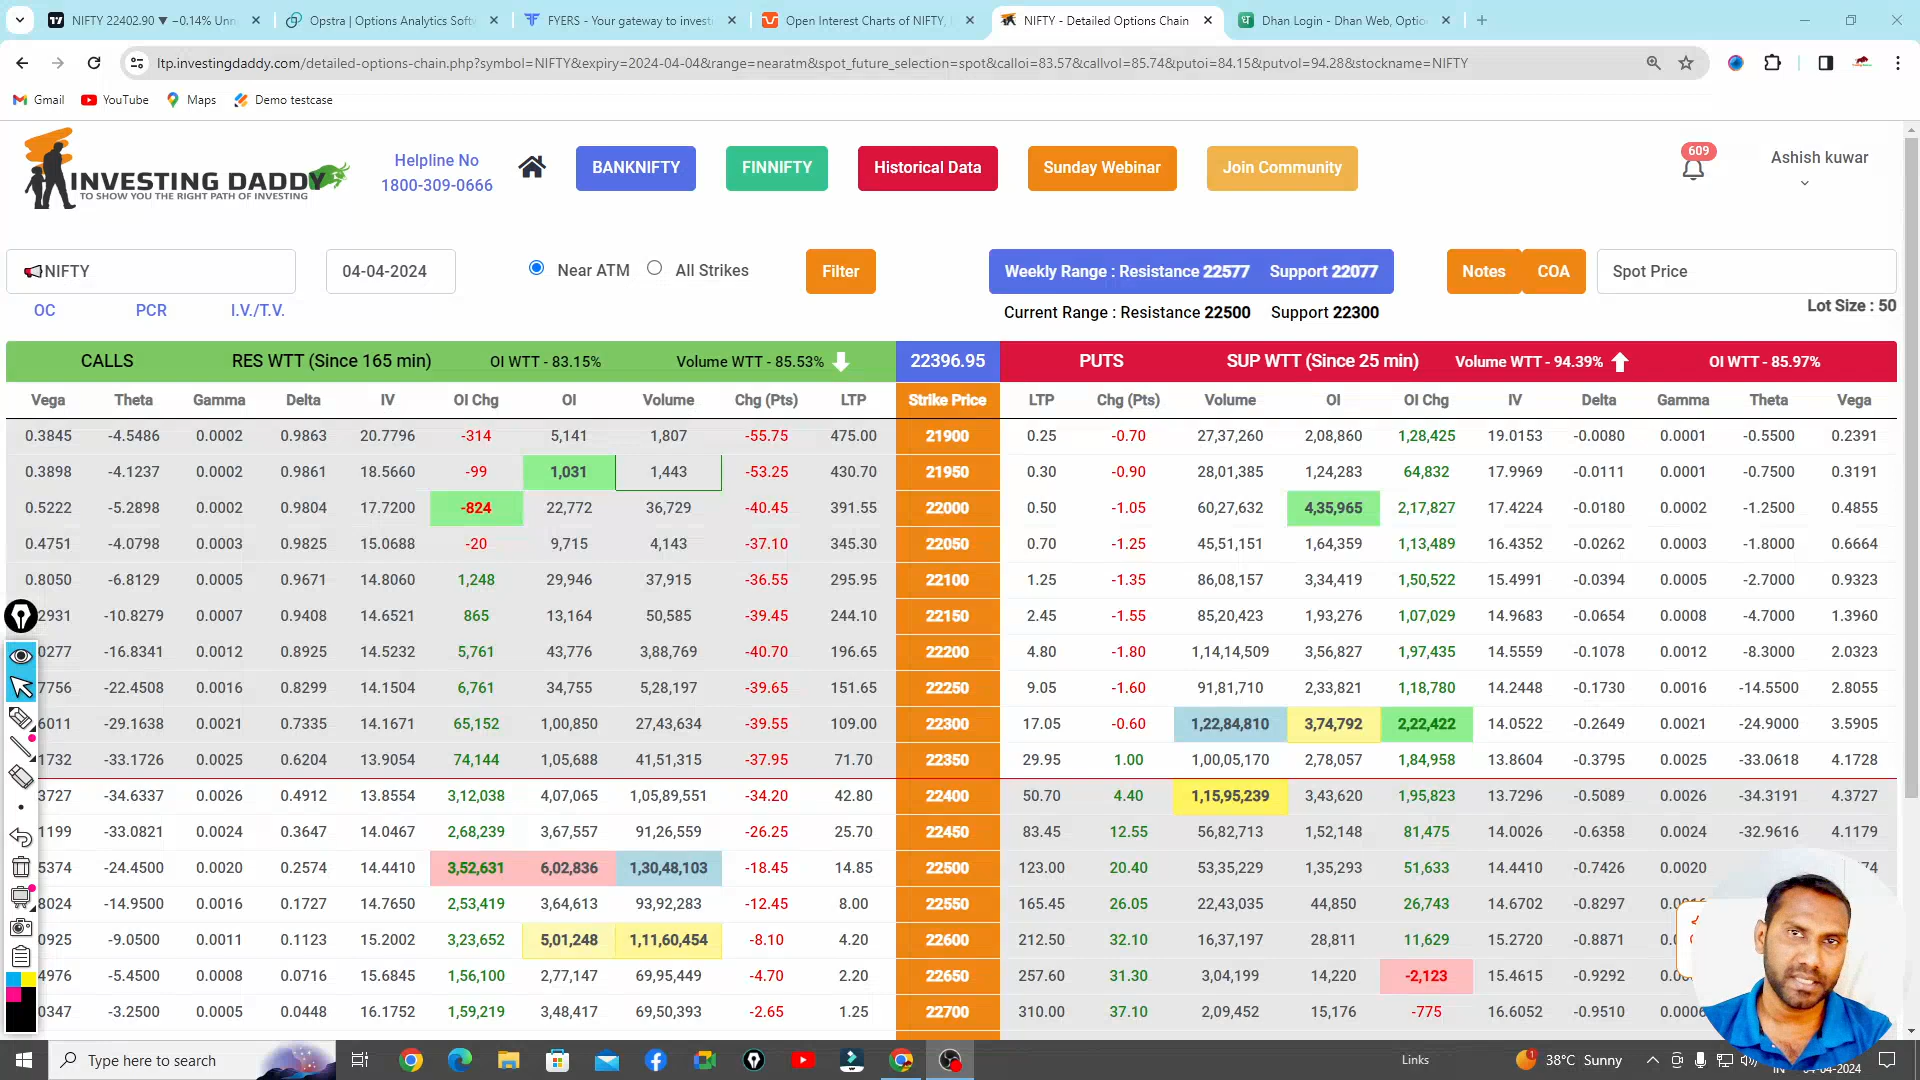 NIFTY 22402.90 ▼ −0.14% Unn
Opstra | Options Analytics Softw
FYERS - Your gateway to investi
Open Interest Charts of NIFTY,
NIFTY - Detailed Options Chain
Dhan Login - Dhan Web, Optio
ltp.investingdaddy.com/detailed-options-chain.php?symbol=NIFTY&expiry=2024-04-04&range=nearatm&spot_future_selection=spot&calloi=83.57&callvol=85.74&putoi=84.15&putvol=94.28&stockname=NIFTY
Gmail YouTube Maps Demo testcase
INVESTING DADDY
TO SHOW YOU THE RIGHT PATH OF INVESTING
Helpline No
1800-309-0666
BANKNIFTY FINNIFTY Historical Data Sunday Webinar Join Community
609
Ashish kuwar
NIFTY 04-04-2024 Near ATM All Strikes Filter
Weekly Range : Resistance 22577 Support 22077
Notes COA Spot Price
OC PCR I.V./T.V.
Current Range : Resistance 22500 Support 22300
Lot Size : 50
CALLS RES WTT (Since 165 min) OI WTT - 83.15% Volume WTT - 85.53% 22396.95 PUTS SUP WTT (Since 25 min) Volume WTT - 94.39% OI WTT - 85.97%
Vega Theta Gamma Delta IV OI Chg OI Volume Chg (Pts) LTP Strike Price LTP Chg (Pts) Volume OI OI Chg IV Delta Gamma Theta Vega
0.3845 -4.5486 0.0002 0.9863 20.7796 -314 5,141 1,807 -55.75 475.00 21900 0.25 -0.70 27,37,260 2,08,860 1,28,425 19.0153 -0.0080 0.0001 -0.5500 0.2391
0.3898 -4.1237 0.0002 0.9861 18.5660 -99 1,031 1,443 -53.25 430.70 21950 0.30 -0.90 28,01,385 1,24,283 64,832 17.9969 -0.0111 0.0001 -0.7500 0.3191
0.5222 -5.2898 0.0002 0.9804 17.7200 -824 22,772 36,729 -40.45 391.55 22000 0.50 -1.05 60,27,632 4,35,965 2,17,827 17.4224 -0.0180 0.0002 -1.2500 0.4855
0.4751 -4.0798 0.0003 0.9825 15.0688 -20 9,715 4,143 -37.10 345.30 22050 0.70 -1.25 45,51,151 1,64,359 1,13,489 16.4352 -0.0262 0.0003 -1.8000 0.6664
0.8050 -6.8129 0.0005 0.9671 14.8060 1,248 29,946 37,915 -36.55 295.95 22100 1.25 -1.35 86,08,157 3,34,419 1,50,522 15.4991 -0.0394 0.0005 -2.7000 0.9323
2931 -10.8279 0.0007 0.9408 14.6521 865 13,164 50,585 -39.45 244.10 22150 2.45 -1.55 85,20,423 1,93,276 1,07,029 14.9683 -0.0654 0.0008 -4.7000 1.3960
0277 -16.8341 0.0012 0.8925 14.5232 5,761 43,776 3,88,769 -40.70 196.65 22200 4.80 -1.80 1,14,14,509 3,56,827 1,97,435 14.5559 -0.1078 0.0012 -8.3000 2.0323
7756 -22.4508 0.0016 0.8299 14.1504 6,761 34,755 5,28,197 -39.65 151.65 22250 9.05 -1.60 91,81,710 2,33,821 1,18,780 14.2448 -0.1730 0.0016 -14.5500 2.8055
6011 -29.1638 0.0021 0.7335 14.1671 65,152 1,00,850 27,43,634 -39.55 109.00 22300 17.05 -0.60 1,22,84,810 3,74,792 2,22,422 14.0522 -0.2649 0.0021 -24.9000 3.5905
1732 -33.1726 0.0025 0.6204 13.9054 74,144 1,05,688 41,51,315 -37.95 71.70 22350 29.95 1.00 1,00,05,170 2,78,057 1,84,958 13.8604 -0.3795 0.0025 -33.0618 4.1728
3727 -34.6337 0.0026 0.4912 13.8554 3,12,038 4,07,065 1,05,89,551 -34.20 42.80 22400 50.70 4.40 1,15,95,239 3,43,620 1,95,823 13.7296 -0.5089 0.0026 -34.3191 4.3727
1199 -33.0821 0.0024 0.3647 14.0467 2,68,239 3,67,557 91,26,559 -26.25 25.70 22450 83.45 12.55 56,82,713 1,52,148 81,475 14.0026 -0.6358 0.0024 -32.9616 4.1179
5374 -24.4500 0.0020 0.2574 14.4410 3,52,631 6,02,836 1,30,48,103 -18.45 14.85 22500 123.00 20.40 53,35,229 1,35,293 51,633 14.4410 -0.7426 0.0020 74
8024 -14.9500 0.0016 0.1727 14.7650 2,53,419 3,64,613 93,92,283 -12.45 8.00 22550 165.45 26.05 22,43,035 44,850 26,743 14.6702 -0.8297
0925 -9.0500 0.0011 0.1123 15.2002 3,23,652 5,01,248 1,11,60,454 -8.10 4.20 22600 212.50 32.10 16,37,197 28,811 11,629 15.2720 -0.8871
4976 -5.4500 0.0008 0.0716 15.6845 1,56,100 2,77,147 69,95,449 -4.70 2.20 22650 257.60 31.30 3,04,199 14,220 -2,123 15.4615 -0.9292
0347 -3.2500 0.0005 0.0448 16.1752 1,59,219 3,48,417 69,50,393 -2.65 1.25 22700 310.00 37.10 2,09,452 15,176 -775 16.6052 -0.9510 0.0006
Type here to search
Links
38°C Sunny
04-04-2024